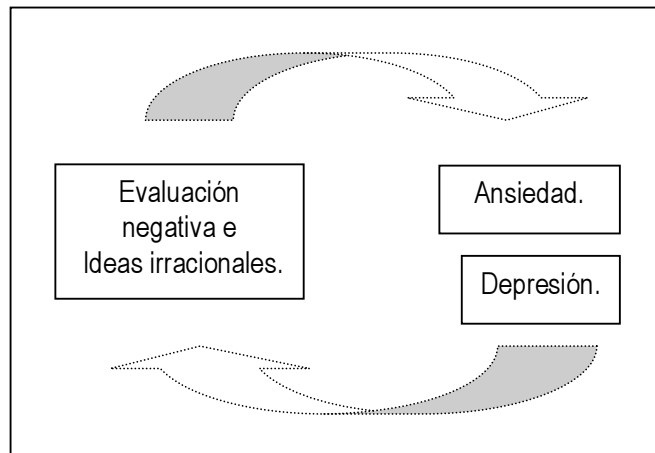 Evaluación
negativa e
Ideas irracionales.
Ansiedad.
Depresión.